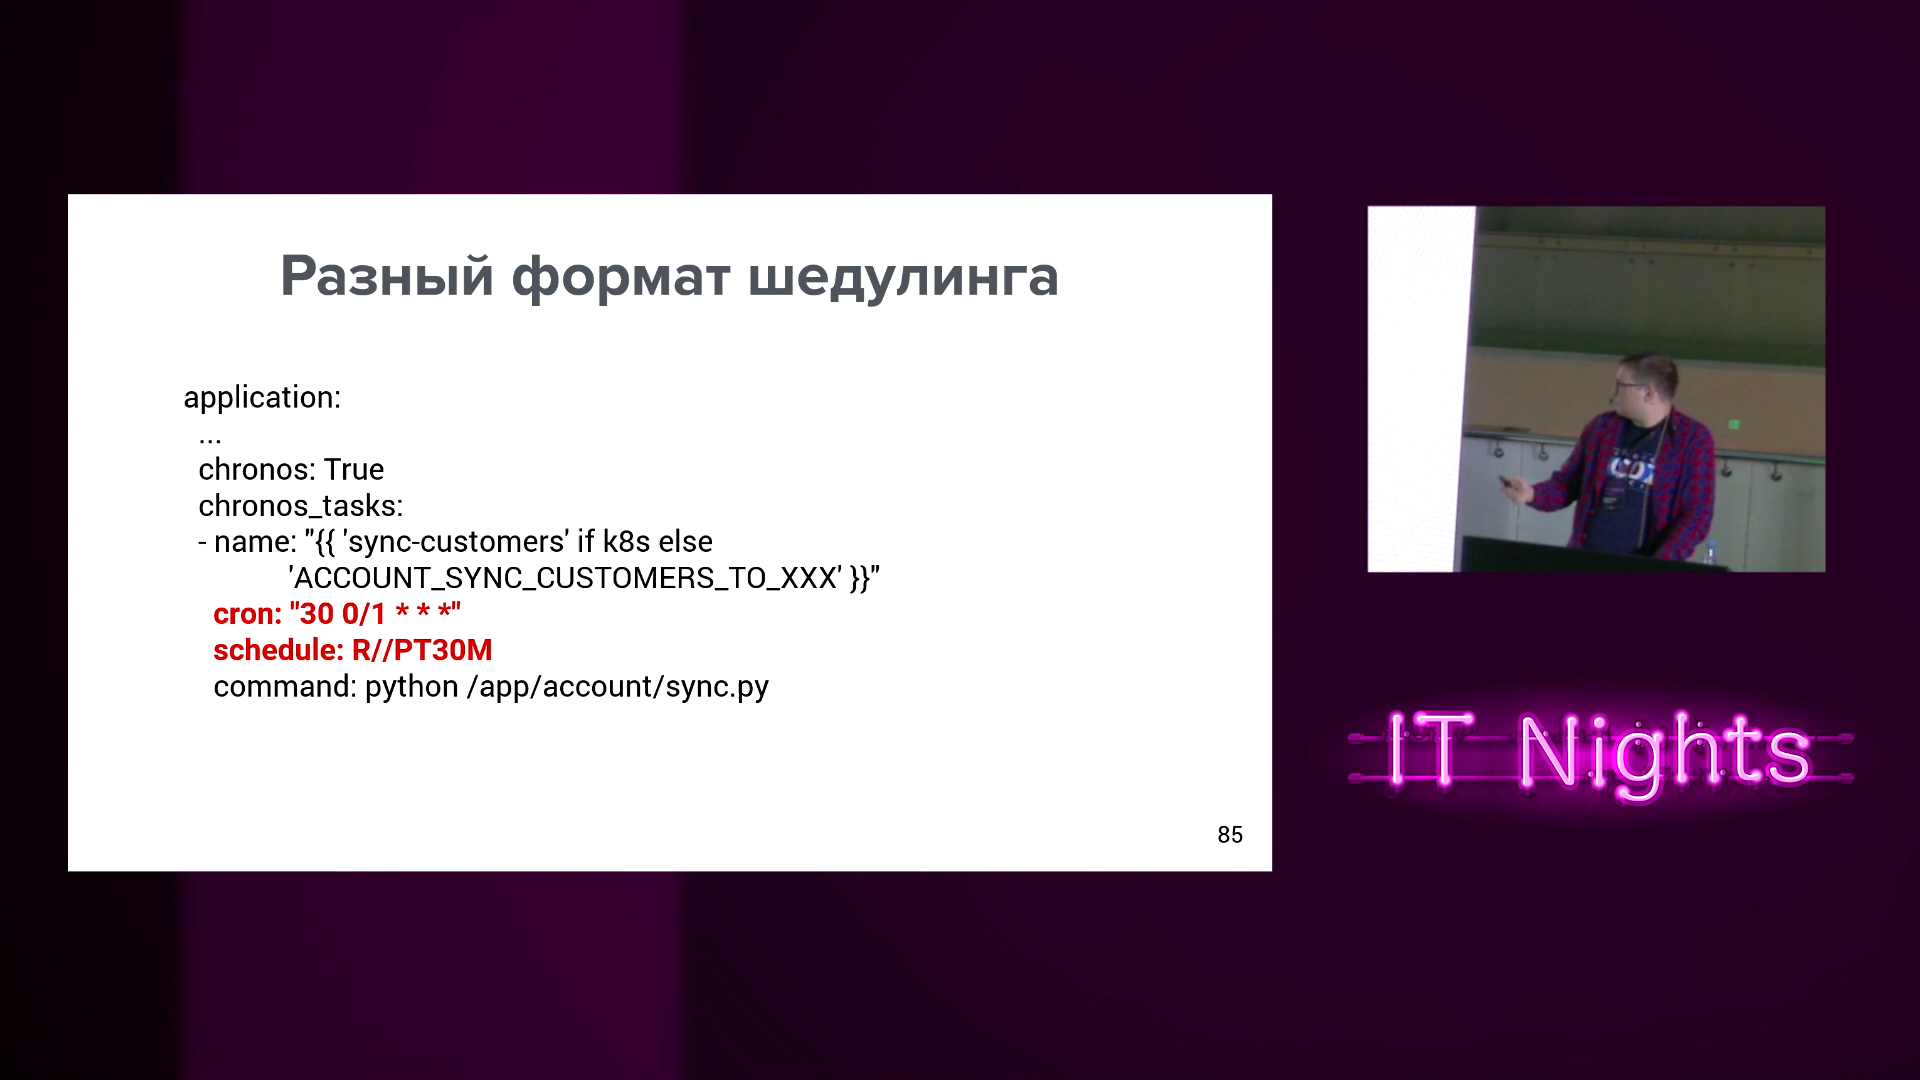 Разный формат шедулинга
application:
...
chronos: True
chronos_tasks:
- name: "{{ 'sync-customers' if k8s else
'ACCOUNT_SYNC_CUSTOMERS_TO_XXX' }}"
cron: "30 0/1 * * *"
schedule: R//PT30M
command: python /app/account/sync.py
85
IT Nights